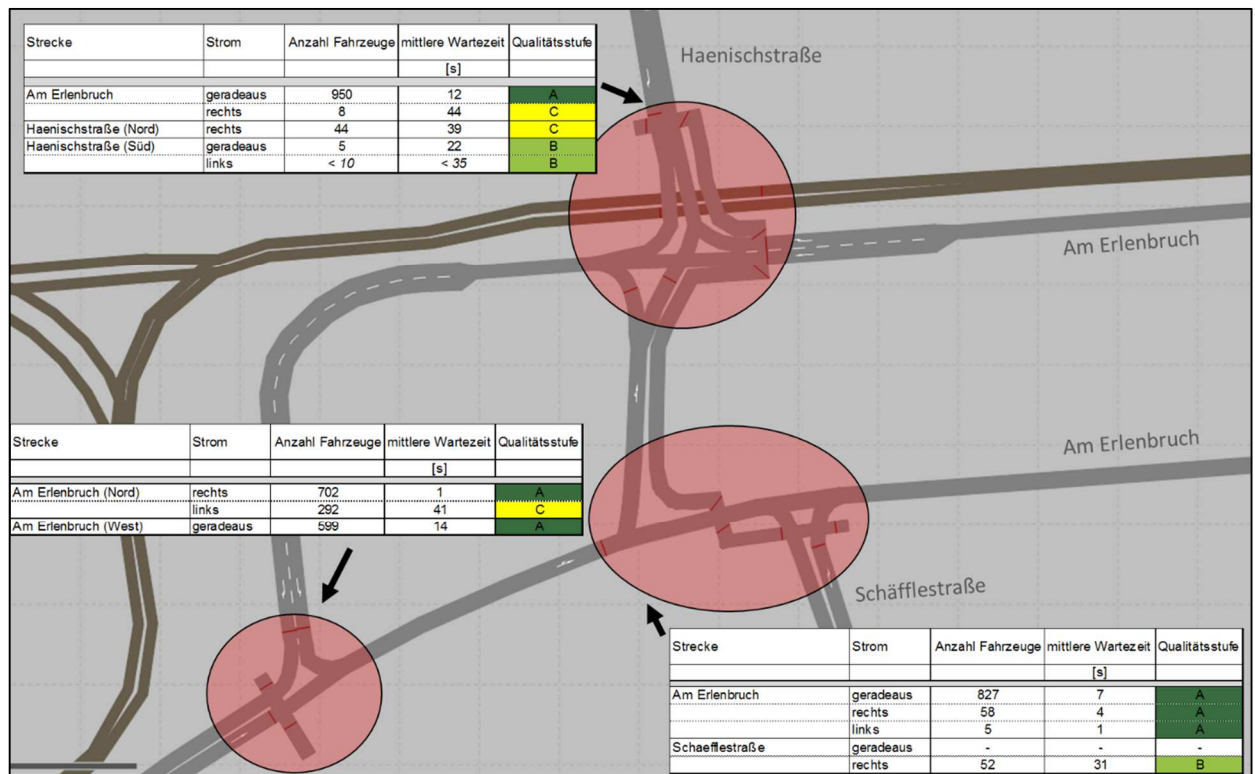 Strecke Strom Anzahl Fahrzeuge mittlere Wartezeit Qualitätsstufe
[s]
Am Erlenbruch geradeaus 950 12 A
rechts 8 44 C
Haenischstraße (Nord) rechts 44 39 C
Haenischstraße (Süd) geradeaus 5 22 B
links < 10 < 35 B
Haenischstraße
Am Erlenbruch
Strecke Strom Anzahl Fahrzeuge mittlere Wartezeit Qualitätsstufe
[s]
Am Erlenbruch (Nord) rechts 702 1 A
links 292 41 C
Am Erlenbruch (West) geradeaus 599 14 A
Am Erlenbruch
Schäfflestraße
Strecke Strom Anzahl Fahrzeuge mittlere Wartezeit Qualitätsstufe
[s]
Am Erlenbruch geradeaus 827 7 A
rechts 58 4 A
links 5 1 A
Schaefflestraße geradeaus - - -
rechts 52 31 B